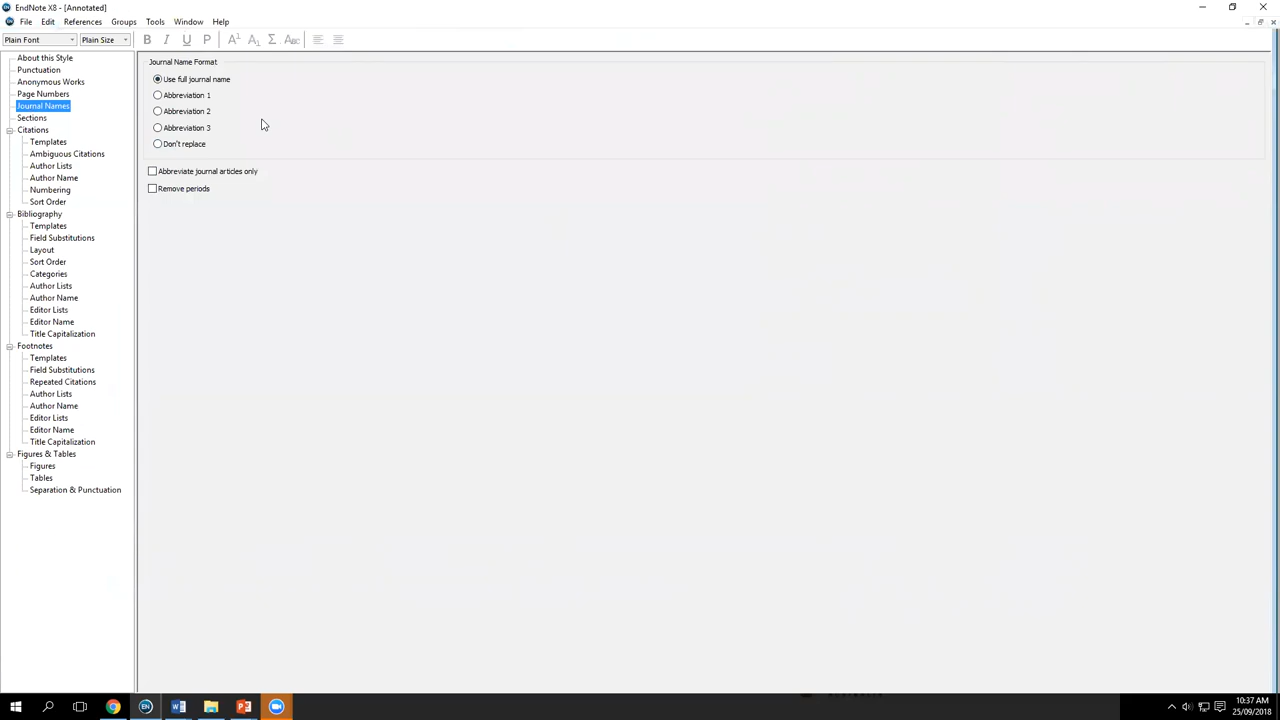 EndNote X8 - [Annotated]
File Edit References Groups Tools Window Help
Plain Font Plain Size B I U P A¹ A₁ Σ Abc
About this Style
Punctuation
Anonymous Works
Page Numbers
Journal Names
Sections
Citations
Templates
Ambiguous Citations
Author Lists
Author Name
Numbering
Sort Order
Bibliography
Templates
Field Substitutions
Layout
Sort Order
Categories
Author Lists
Author Name
Editor Lists
Editor Name
Title Capitalization
Footnotes
Templates
Field Substitutions
Repeated Citations
Author Lists
Author Name
Editor Lists
Editor Name
Title Capitalization
Figures & Tables
Figures
Tables
Separation & Punctuation
Journal Name Format
Use full journal name
Abbreviation 1
Abbreviation 2
Abbreviation 3
Don't replace
Abbreviate journal articles only
Remove periods
EN
10:37 AM
25/09/2018